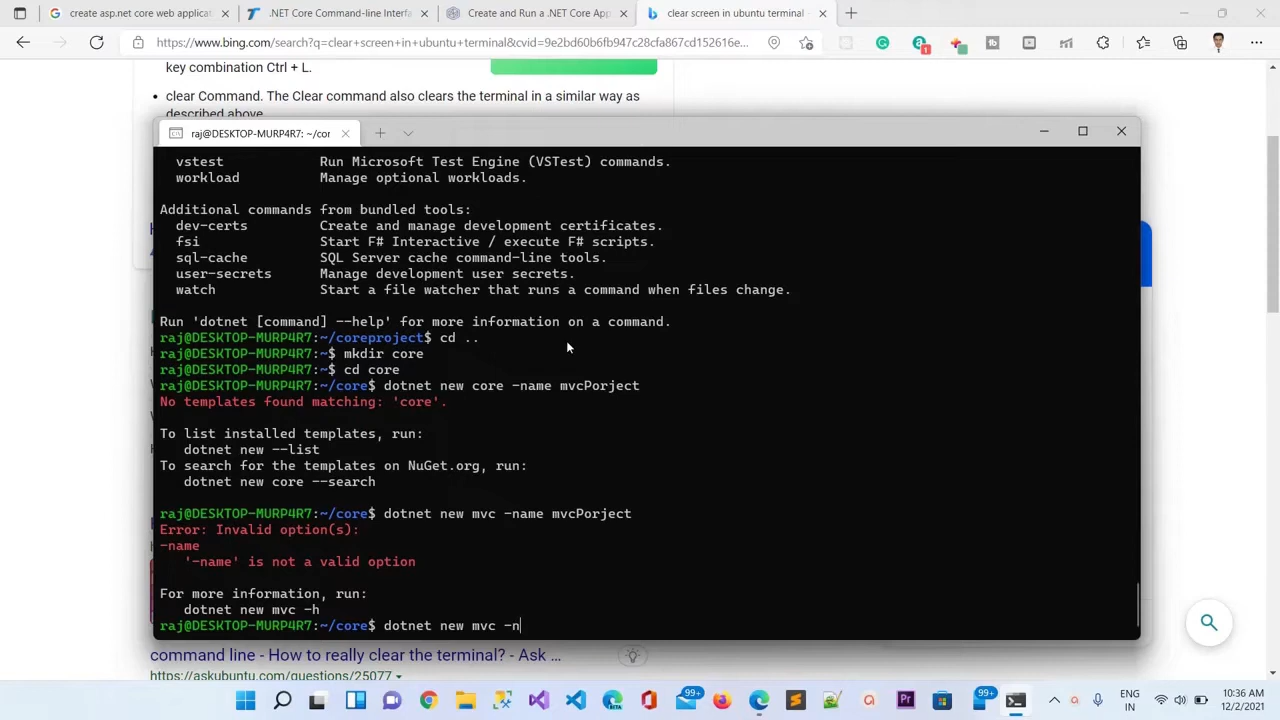 create asp.net core web applicat
.NET Core Command-line Interfa
Create and Run a .NET Core App
clear screen in ubuntu terminal -
https://www.bing.com/search?q=clear+screen+in+ubuntu+terminal&cvid=9e2bd60b6fb947c28cfa867cd152616e...
key combination Ctrl + L.
• clear Command. The Clear command also clears the terminal in a similar way as
described above
raj@DESKTOP-MURP4R7: ~/cor
vstest Run Microsoft Test Engine (VSTest) commands.
workload Manage optional workloads.
Additional commands from bundled tools:
dev-certs Create and manage development certificates.
fsi Start F# Interactive / execute F# scripts.
sql-cache SQL Server cache command-line tools.
user-secrets Manage development user secrets.
watch Start a file watcher that runs a command when files change.
Run 'dotnet [command] --help' for more information on a command.
raj@DESKTOP-MURP4R7:~/coreproject$ cd ..
raj@DESKTOP-MURP4R7:~$ mkdir core
raj@DESKTOP-MURP4R7:~$ cd core
raj@DESKTOP-MURP4R7:~/core$ dotnet new core -name mvcPorject
No templates found matching: 'core'.
To list installed templates, run:
dotnet new --list
To search for the templates on NuGet.org, run:
dotnet new core --search
raj@DESKTOP-MURP4R7:~/core$ dotnet new mvc -name mvcPorject
Error: Invalid option(s):
-name
'-name' is not a valid option
For more information, run:
dotnet new mvc -h
raj@DESKTOP-MURP4R7:~/core$ dotnet new mvc -n
command line - How to really clear the terminal? - Ask ...
https://askubuntu.com/questions/25077
99+
99+
ENG
IN
10:36 AM
12/2/2021